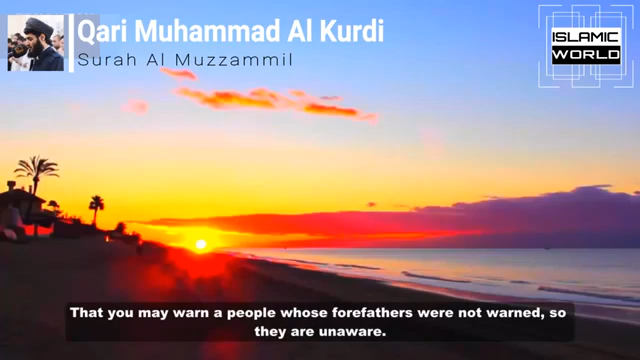 Qari Muhammad Al Kurdi
Surah Al Muzzammil
ISLAMIC
WORLD
That you may warn a people whose forefathers were not warned, so
they are unaware.